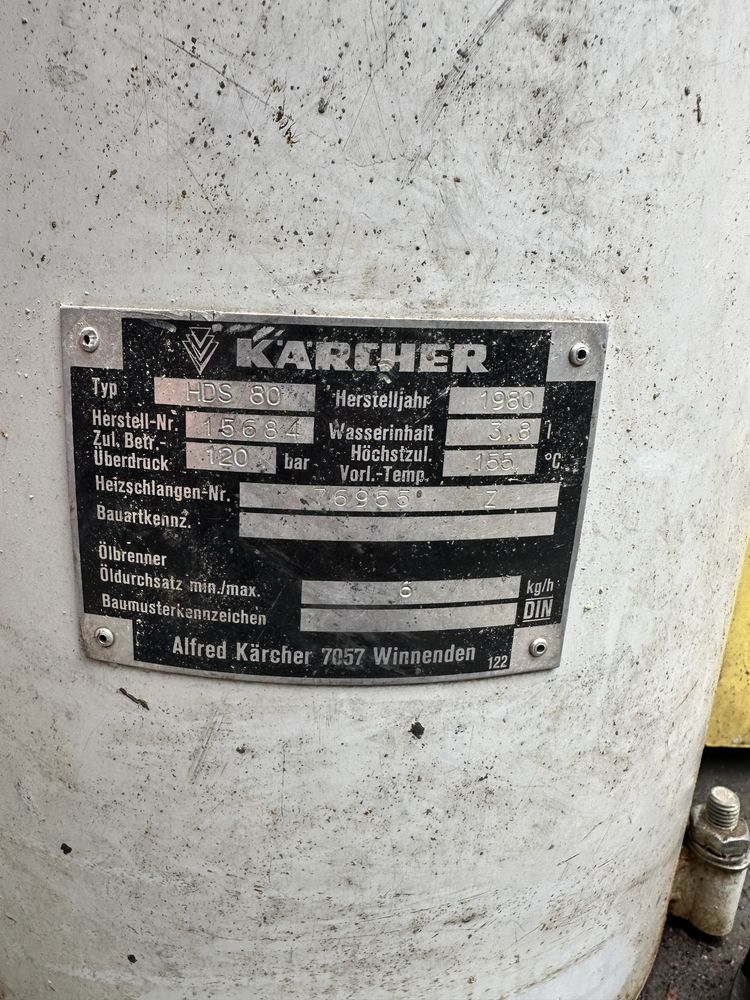 KÄRCHER
Typ HDS 80 Herstelljahr 1980
Herstell-Nr. 15684 Wasserinhalt 3,8 l
Zul. Betr.- Überdruck 120 bar Höchstzul. Vorl.-Temp. 155 °C
Heizschlangen-Nr. 76955 Z
Bauartkennz.
Ölbrenner
Öldurchsatz min./max. 6 kg/h
Baumusterkennzeichen DIN
Alfred Kärcher 7057 Winnenden 122